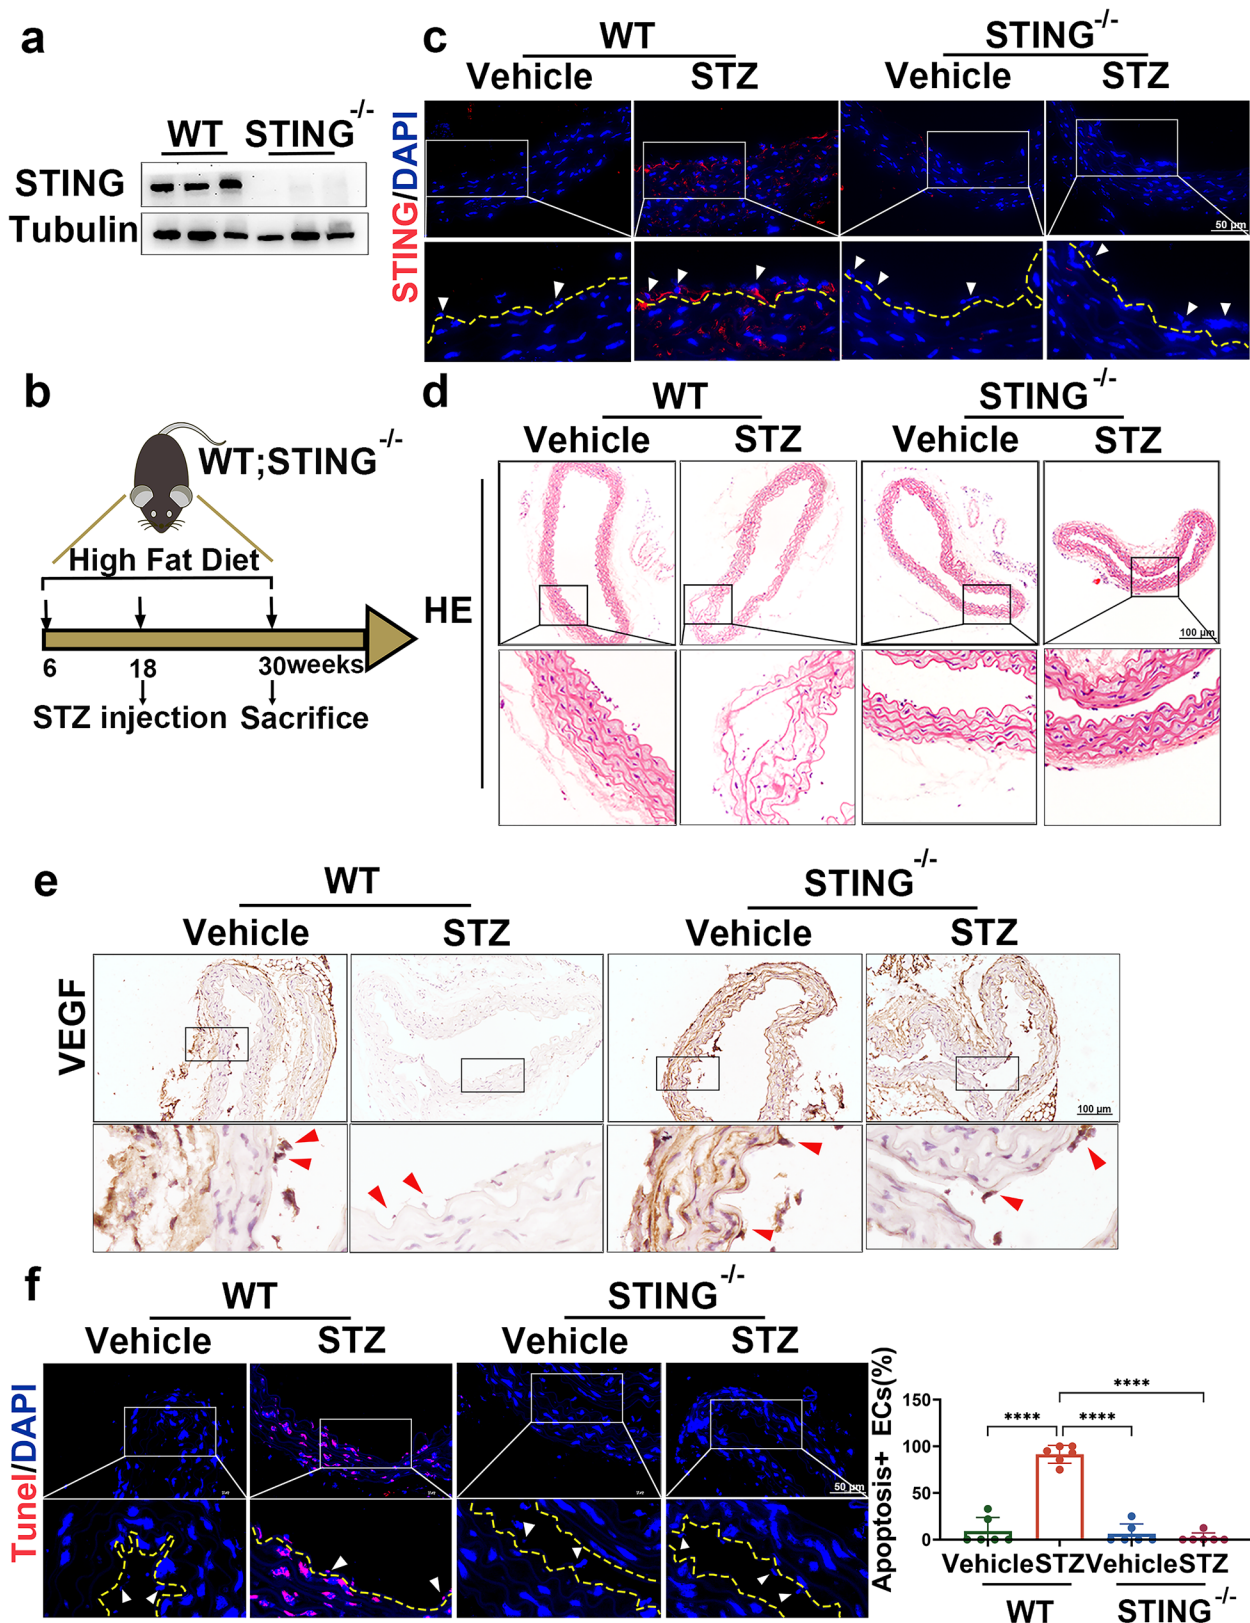 a
WT STING-/-
STING
Tubulin
b
WT;STING-/-
High Fat Diet
6 18 30weeks
STZ injection Sacrifice
c
WT STING-/-
Vehicle STZ Vehicle STZ
STING/DAPI
50 μm
d
WT STING-/-
Vehicle STZ Vehicle STZ
HE
100 μm
e
WT STING-/-
Vehicle STZ Vehicle STZ
VEGF
100 μm
f
WT STING-/-
Vehicle STZ Vehicle STZ
Tunel/DAPI
50 μm
Apoptosis+ ECs(%)
150
100
50
0
****
**** ****
Vehicle STZ Vehicle STZ
WT STING-/-